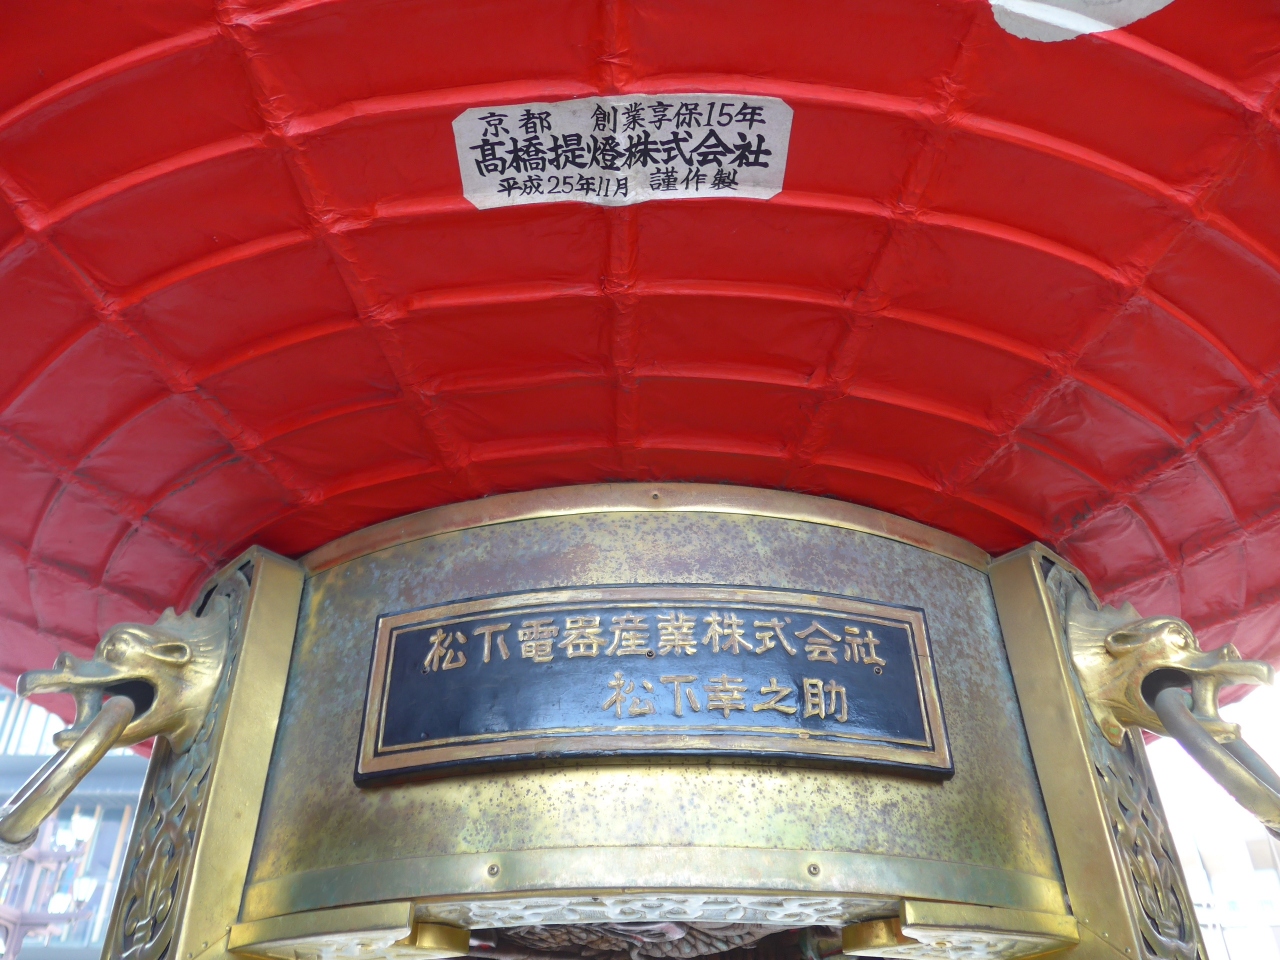 京都 創業享保15年
髙橋提燈株式会社
平成25年11月 謹作製
松下電器産業株式会社
松下幸之助